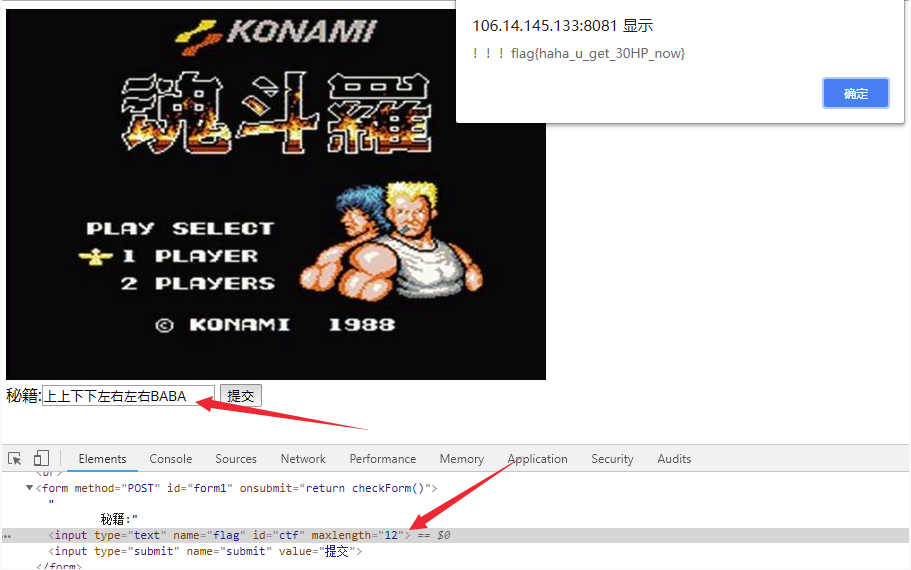 KONAMI
魂斗羅
PLAY SELECT
1 PLAYER
2 PLAYERS
© KONAMI 1988
106.14.145.133:8081 显示
！！！flag{haha_u_get_30HP_now}
确定
秘籍:上上下下左右左右BABA 提交
Elements Console Sources Network Performance Memory Application Security Audits
<br>
▼<form method="POST" id="form1" onsubmit="return checkForm()">
"
秘籍:"
<input type="text" name="flag" id="ctf" maxlength="12"> == $0
<input type="submit" name="submit" value="提交">
</form>